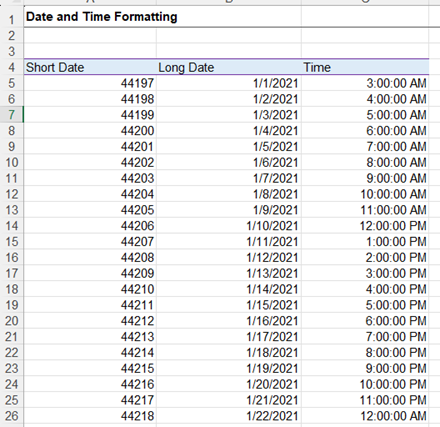 1 Date and Time Formatting
2
3
4 Short Date Long Date Time
5 44197 1/1/2021 3:00:00 AM
6 44198 1/2/2021 4:00:00 AM
7 44199 1/3/2021 5:00:00 AM
8 44200 1/4/2021 6:00:00 AM
9 44201 1/5/2021 7:00:00 AM
10 44202 1/6/2021 8:00:00 AM
11 44203 1/7/2021 9:00:00 AM
12 44204 1/8/2021 10:00:00 AM
13 44205 1/9/2021 11:00:00 AM
14 44206 1/10/2021 12:00:00 PM
15 44207 1/11/2021 1:00:00 PM
16 44208 1/12/2021 2:00:00 PM
17 44209 1/13/2021 3:00:00 PM
18 44210 1/14/2021 4:00:00 PM
19 44211 1/15/2021 5:00:00 PM
20 44212 1/16/2021 6:00:00 PM
21 44213 1/17/2021 7:00:00 PM
22 44214 1/18/2021 8:00:00 PM
23 44215 1/19/2021 9:00:00 PM
24 44216 1/20/2021 10:00:00 PM
25 44217 1/21/2021 11:00:00 PM
26 44218 1/22/2021 12:00:00 AM